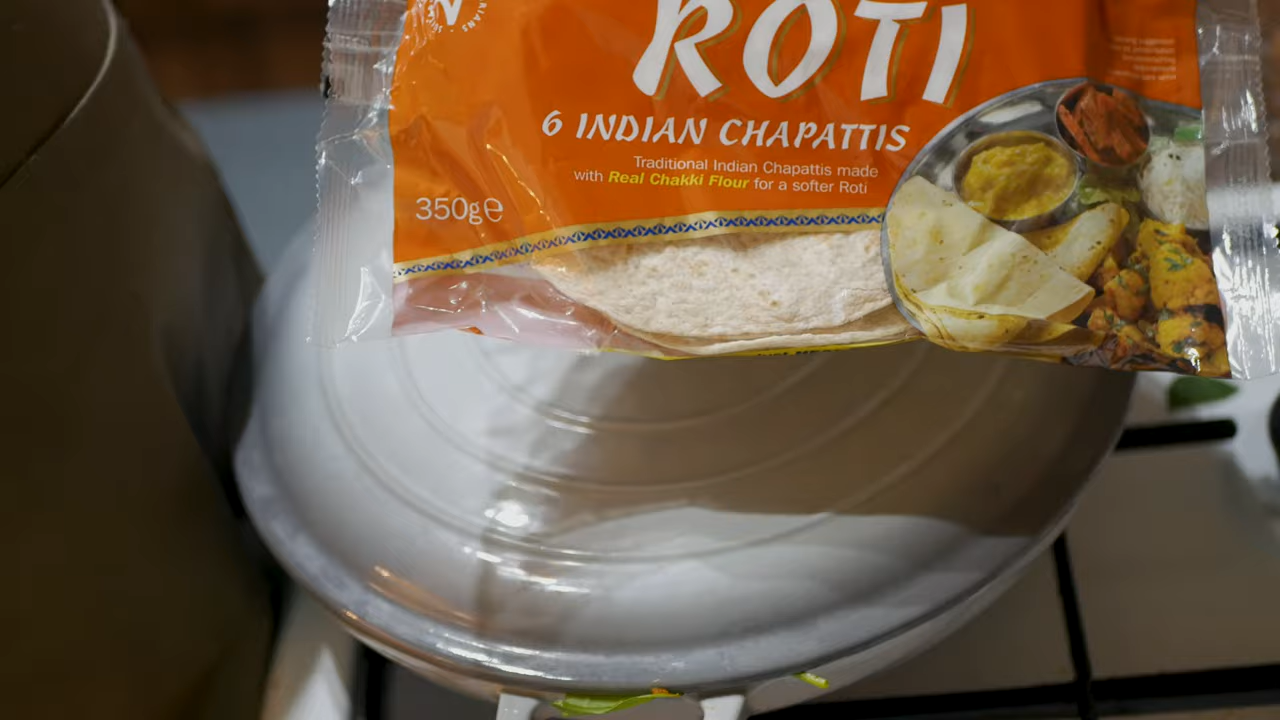 ROTI
6 INDIAN CHAPATTIS
Traditional Indian Chapattis made
with Real Chakki Flour for a softer Roti
350g℮